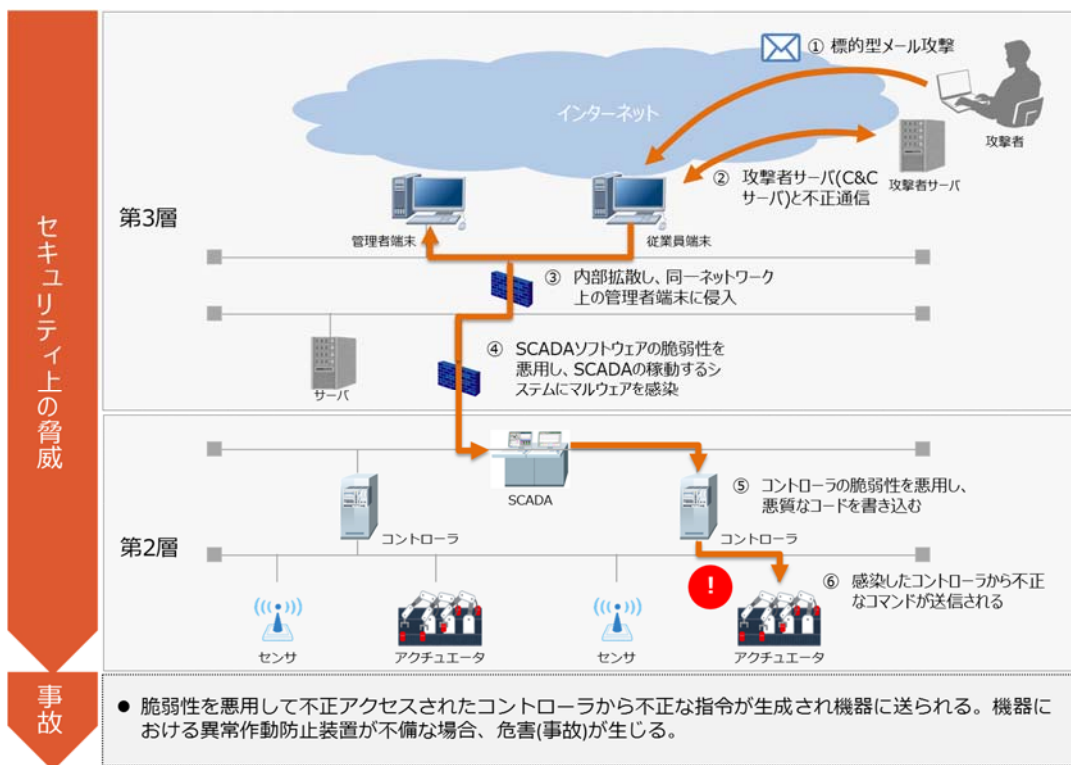 ① 標的型メール攻撃
インターネット
攻撃者
攻撃者サーバ
② 攻撃者サーバ(C&C
サーバ)と不正通信
第3層
管理者端末
従業員端末
③ 内部拡散し、同一ネットワーク
上の管理者端末に侵入
④ SCADAソフトウェアの脆弱性を
悪用し、SCADAの稼動するシ
ステムにマルウェアを感染
サーバ
セキュリティ上の脅威
SCADA
⑤ コントローラの脆弱性を悪用し、
悪質なコードを書き込む
コントローラ
コントローラ
第2層
!
⑥ 感染したコントローラから不正
なコマンドが送信される
センサ
アクチュエータ
センサ
アクチュエータ
事故
● 脆弱性を悪用して不正アクセスされたコントローラから不正な指令が生成され機器に送られる。機器に
おける異常作動防止装置が不備な場合、危害(事故)が生じる。